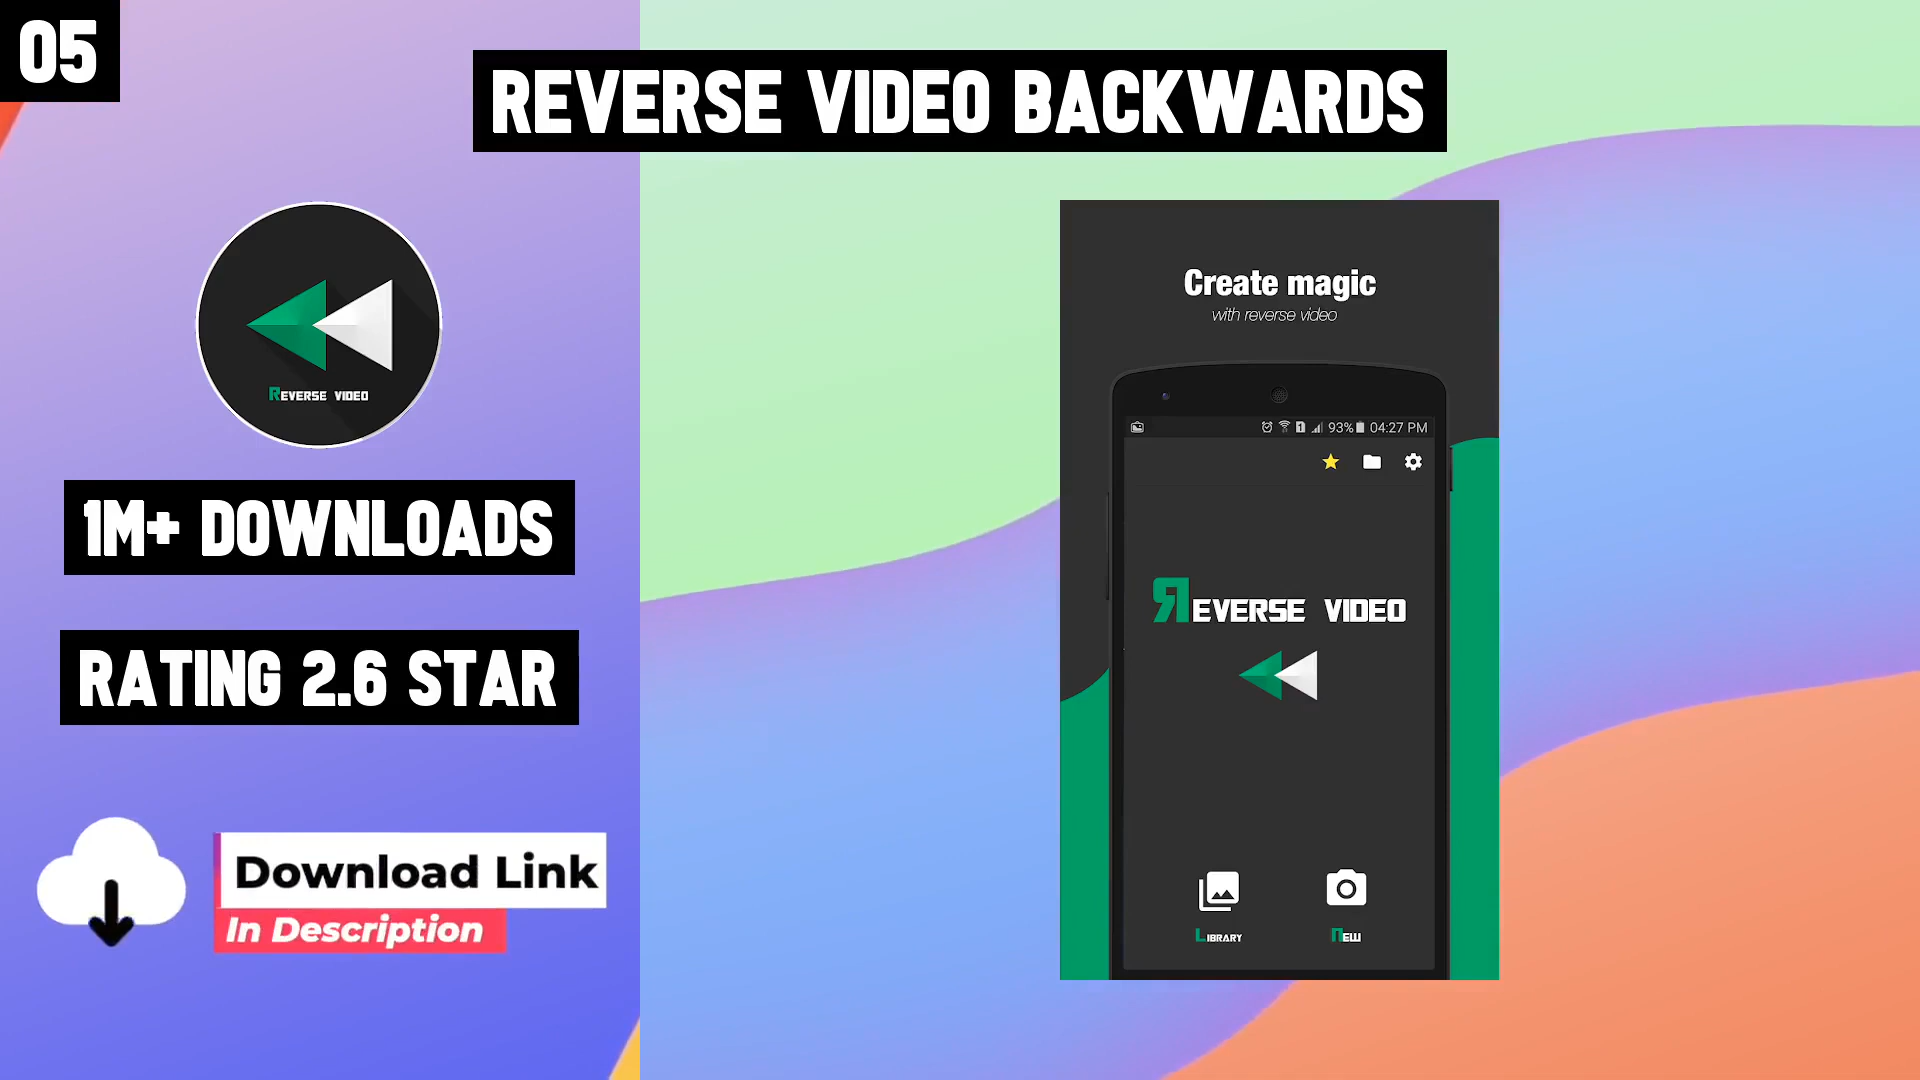 05
REVERSE VIDEO BACKWARDS
REVERSE VIDEO
1M+ DOWNLOADS
RATING 2.6 STAR
Download Link
In Description
Create magic
with reverse video
93% 04:27 PM
REVERSE VIDEO
LIBRARY
NEW